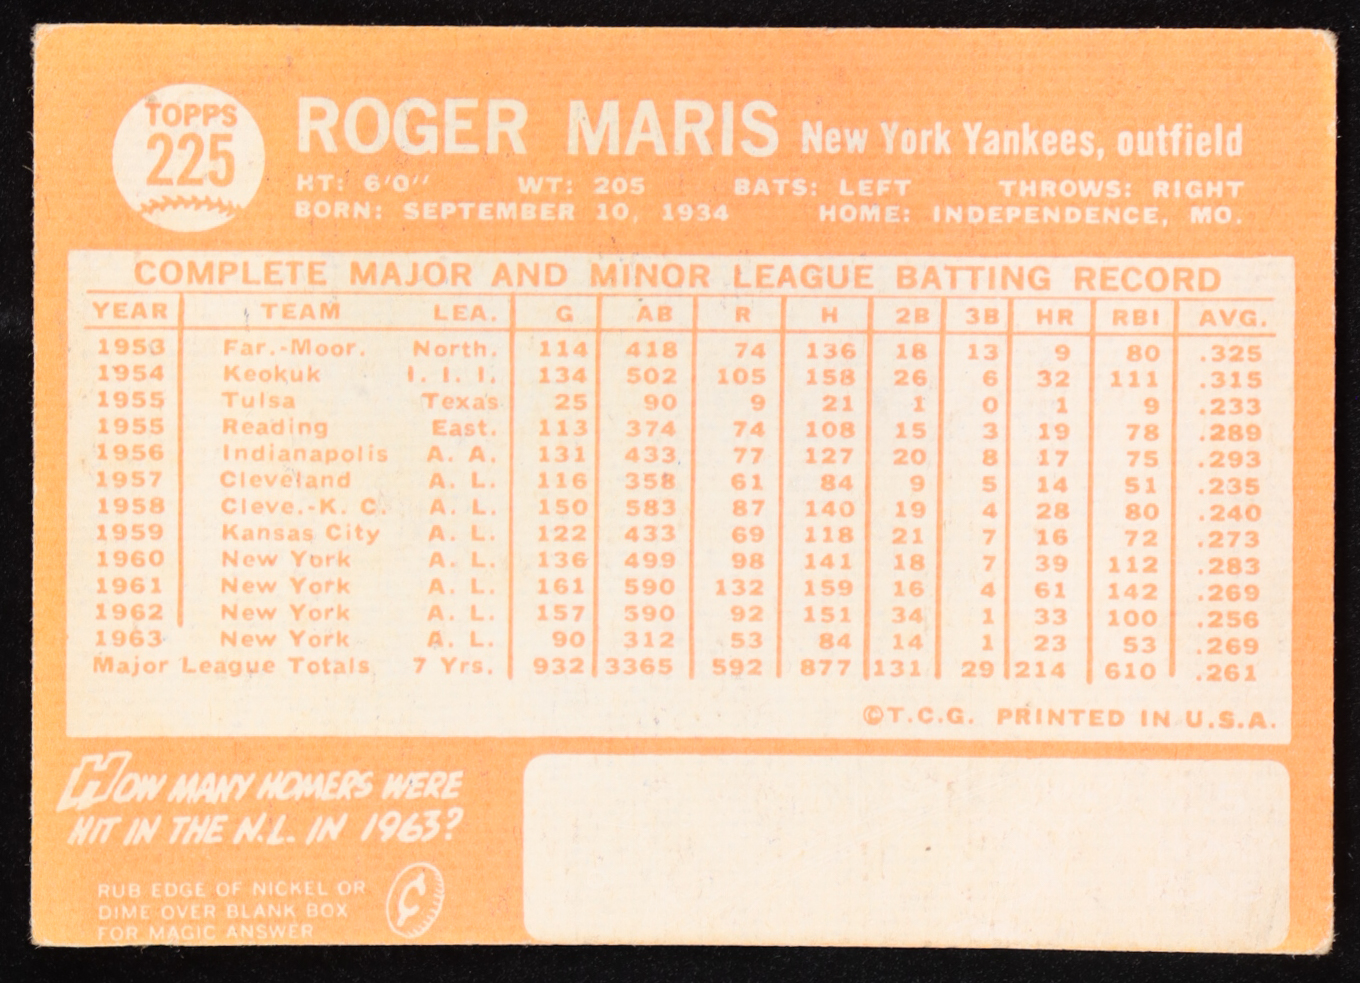 TOPPS
225
ROGER MARIS New York Yankees, outfield
HT: 6'0" WT: 205 BATS: LEFT THROWS: RIGHT
BORN: SEPTEMBER 10, 1934 HOME: INDEPENDENCE, MO.
COMPLETE MAJOR AND MINOR LEAGUE BATTING RECORD
YEAR TEAM LEA. G AB R H 2B 3B HR RBI AVG.
1953 Far.-Moor. North. 114 418 74 136 18 13 9 80 .325
1954 Keokuk I. I. I. 134 502 105 158 26 6 32 111 .315
1955 Tulsa Texas 25 90 9 21 1 0 1 9 .233
1955 Reading East. 113 374 74 108 15 3 19 78 .289
1956 Indianapolis A. A. 131 433 77 127 20 8 17 75 .293
1957 Cleveland A. L. 116 358 61 84 9 5 14 51 .235
1958 Cleve.-K. C. A. L. 150 583 87 140 19 4 28 80 .240
1959 Kansas City A. L. 122 433 69 118 21 7 16 72 .273
1960 New York A. L. 136 499 98 141 18 7 39 112 .283
1961 New York A. L. 161 590 132 159 16 4 61 142 .269
1962 New York A. L. 157 590 92 151 34 1 33 100 .256
1963 New York A. L. 90 312 53 84 14 1 23 53 .269
Major League Totals 7 Yrs. 932 3365 592 877 131 29 214 610 .261
©T.C.G. PRINTED IN U.S.A.
HOW MANY HOMERS WERE
HIT IN THE N.L. IN 1963?
RUB EDGE OF NICKEL OR
DIME OVER BLANK BOX
FOR MAGIC ANSWER
¢